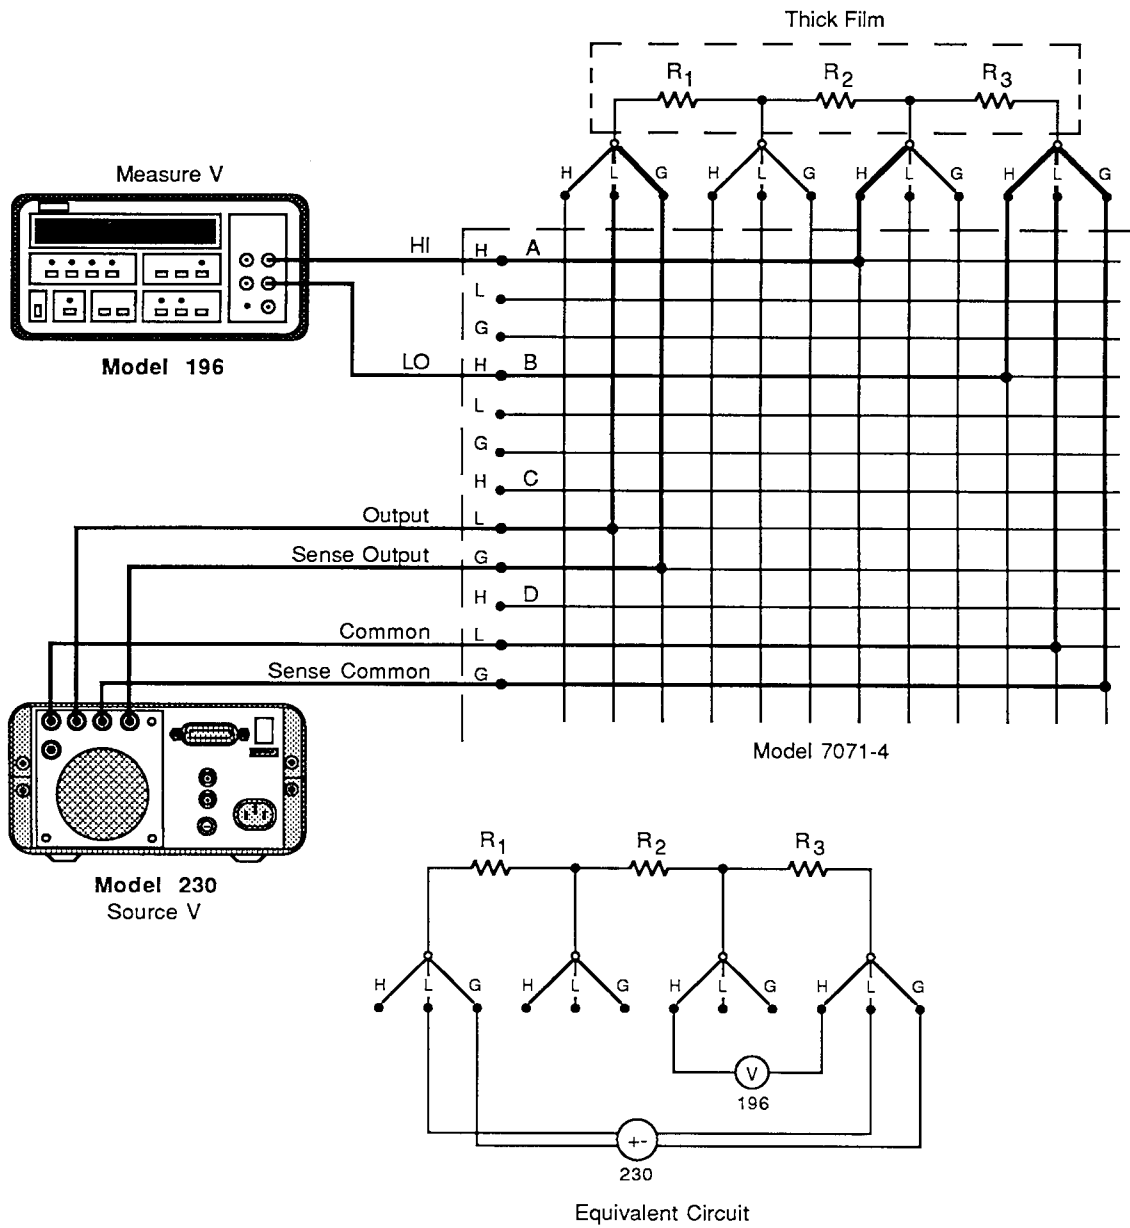 Thick Film
R1 R2 R3
H L G H L G H L G H L G
Measure V
HI H A
L
G
Model 196
LO H B
L
G
H C
Output L
Sense Output G
H D
Common L
Sense Common G
Model 7071-4
Model 230
Source V
R1 R2 R3
H L G H L G H L G H L G
V
196
+-
230
Equivalent Circuit